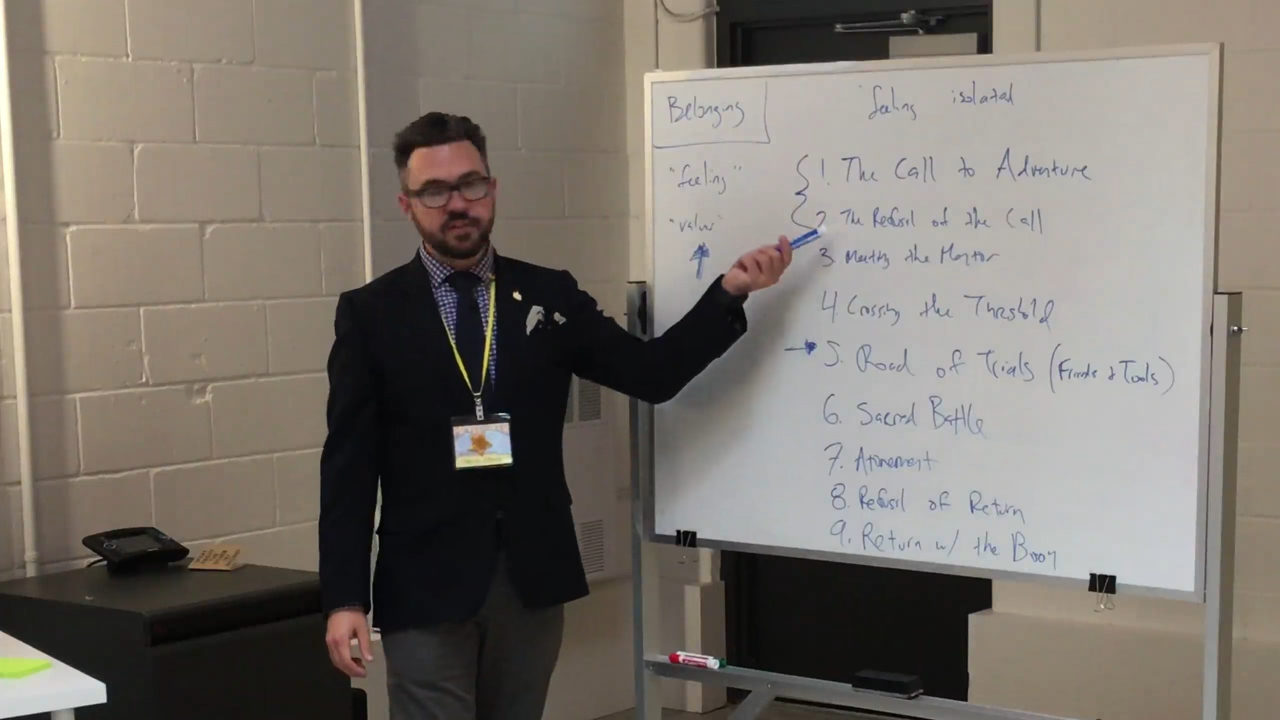 Belonging
feeling isolated
"feeling"
"value"
1. The Call to Adventure
2 The Refusil of the Call
3. Meeting the Mentor
4 Crossing the Threshold
5. Road of Trials (Friends & Tools)
6. Sacred Battle
7. Atonement
8. Refusil of Return
9. Return w/ the Boon